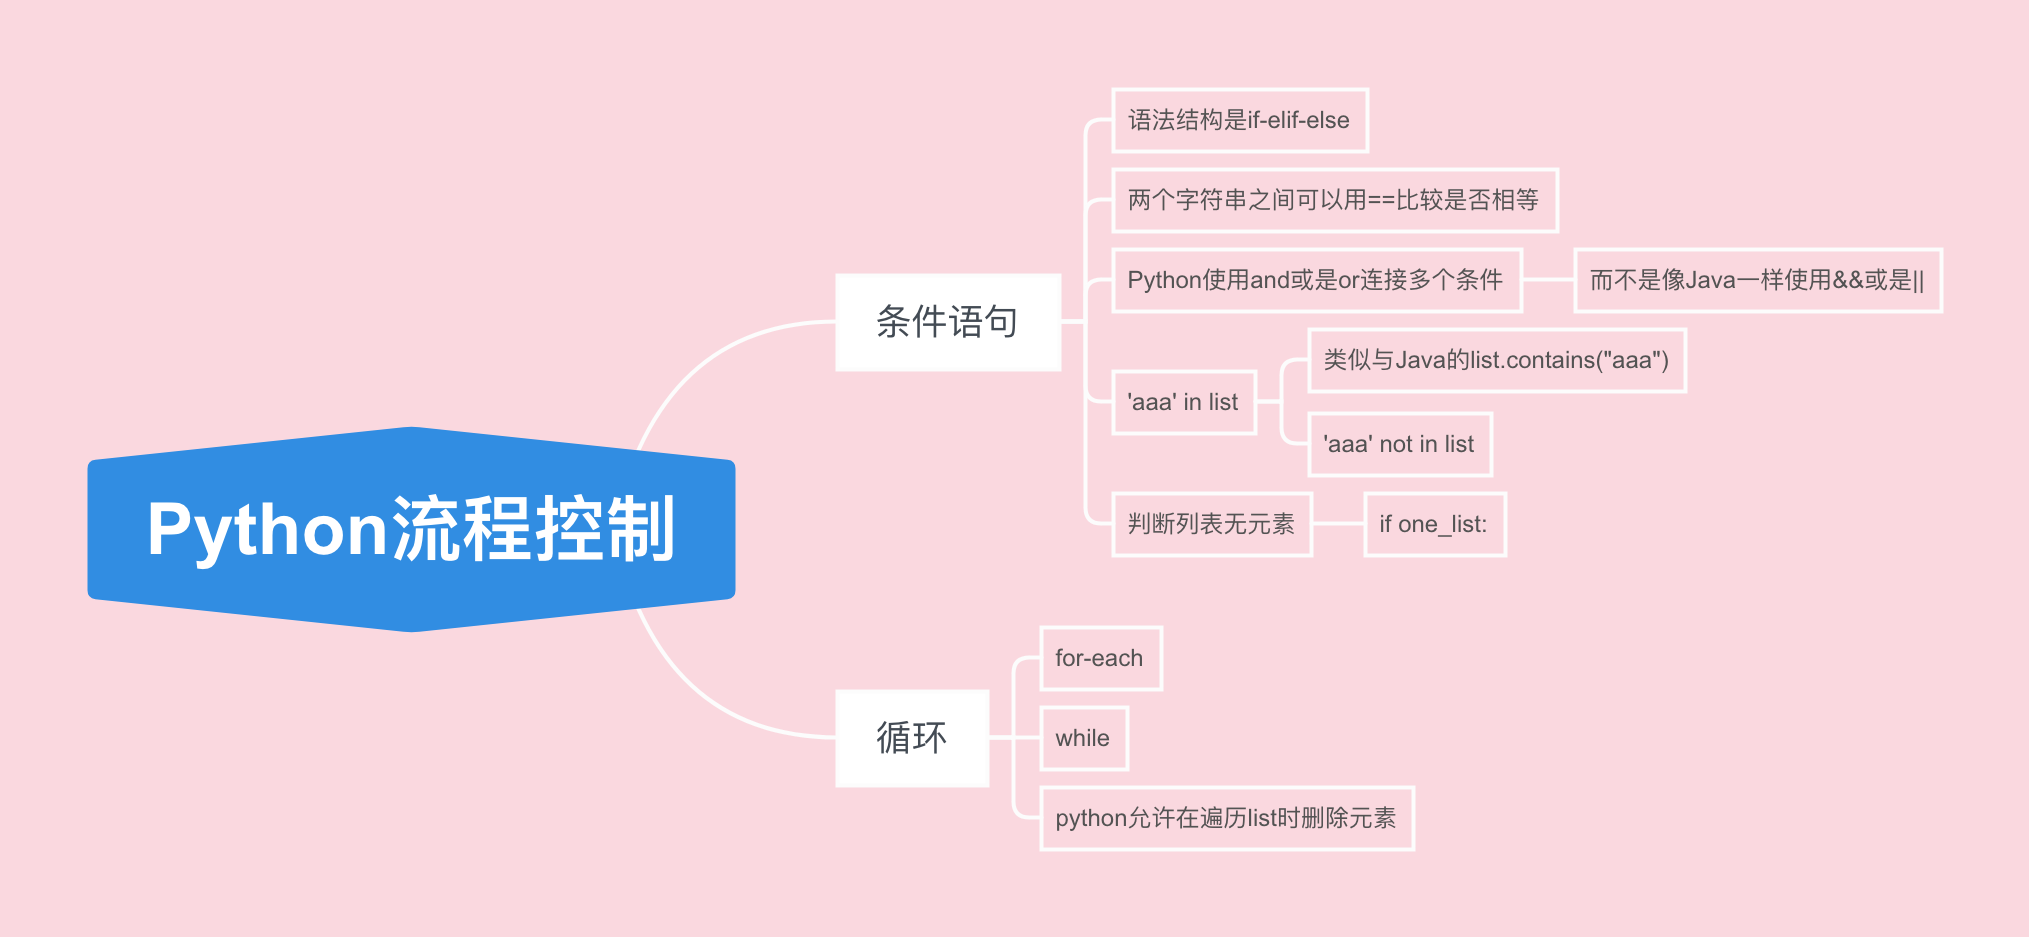 Python流程控制
条件语句
语法结构是if-elif-else
两个字符串之间可以用==比较是否相等
Python使用and或是or连接多个条件
而不是像Java一样使用&&或是||
'aaa' in list
类似与Java的list.contains("aaa")
'aaa' not in list
判断列表无元素
if one_list:
循环
for-each
while
python允许在遍历list时删除元素